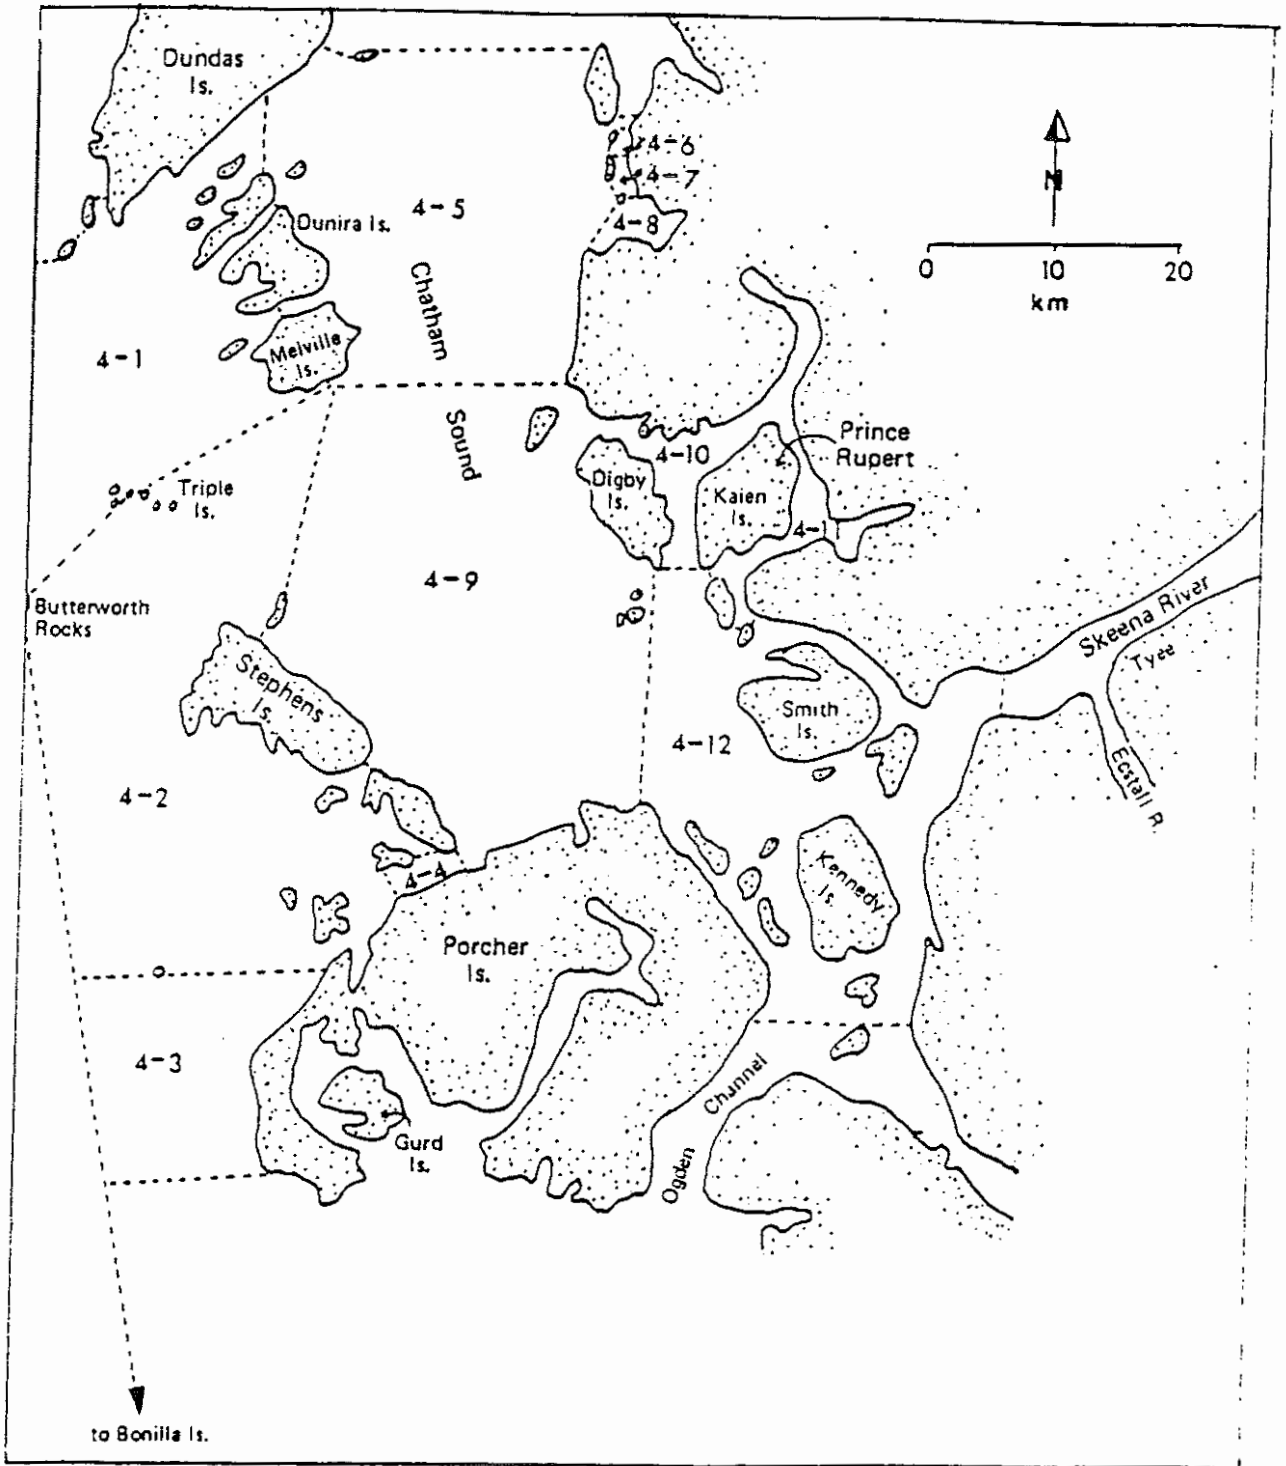 Dundas
Is.
4-6
4-7
4-8
N
0 10 20
km
Dunira Is.
4-5
Chatham
Sound
4-1
Melville
Is.
Prince
Rupert
4-10
Digby
Is.
Kaien
Is.
4-1
Triple
Is.
4-9
Butterworth
Rocks
Skeena River
Tyee
Stephens
Is.
Smith
Is.
4-12
Ecstall R.
4-2
4-4
Kennedy
Is.
Porcher
Is.
4-3
Ogden Channel
Gurd
Is.
to Bonilla Is.